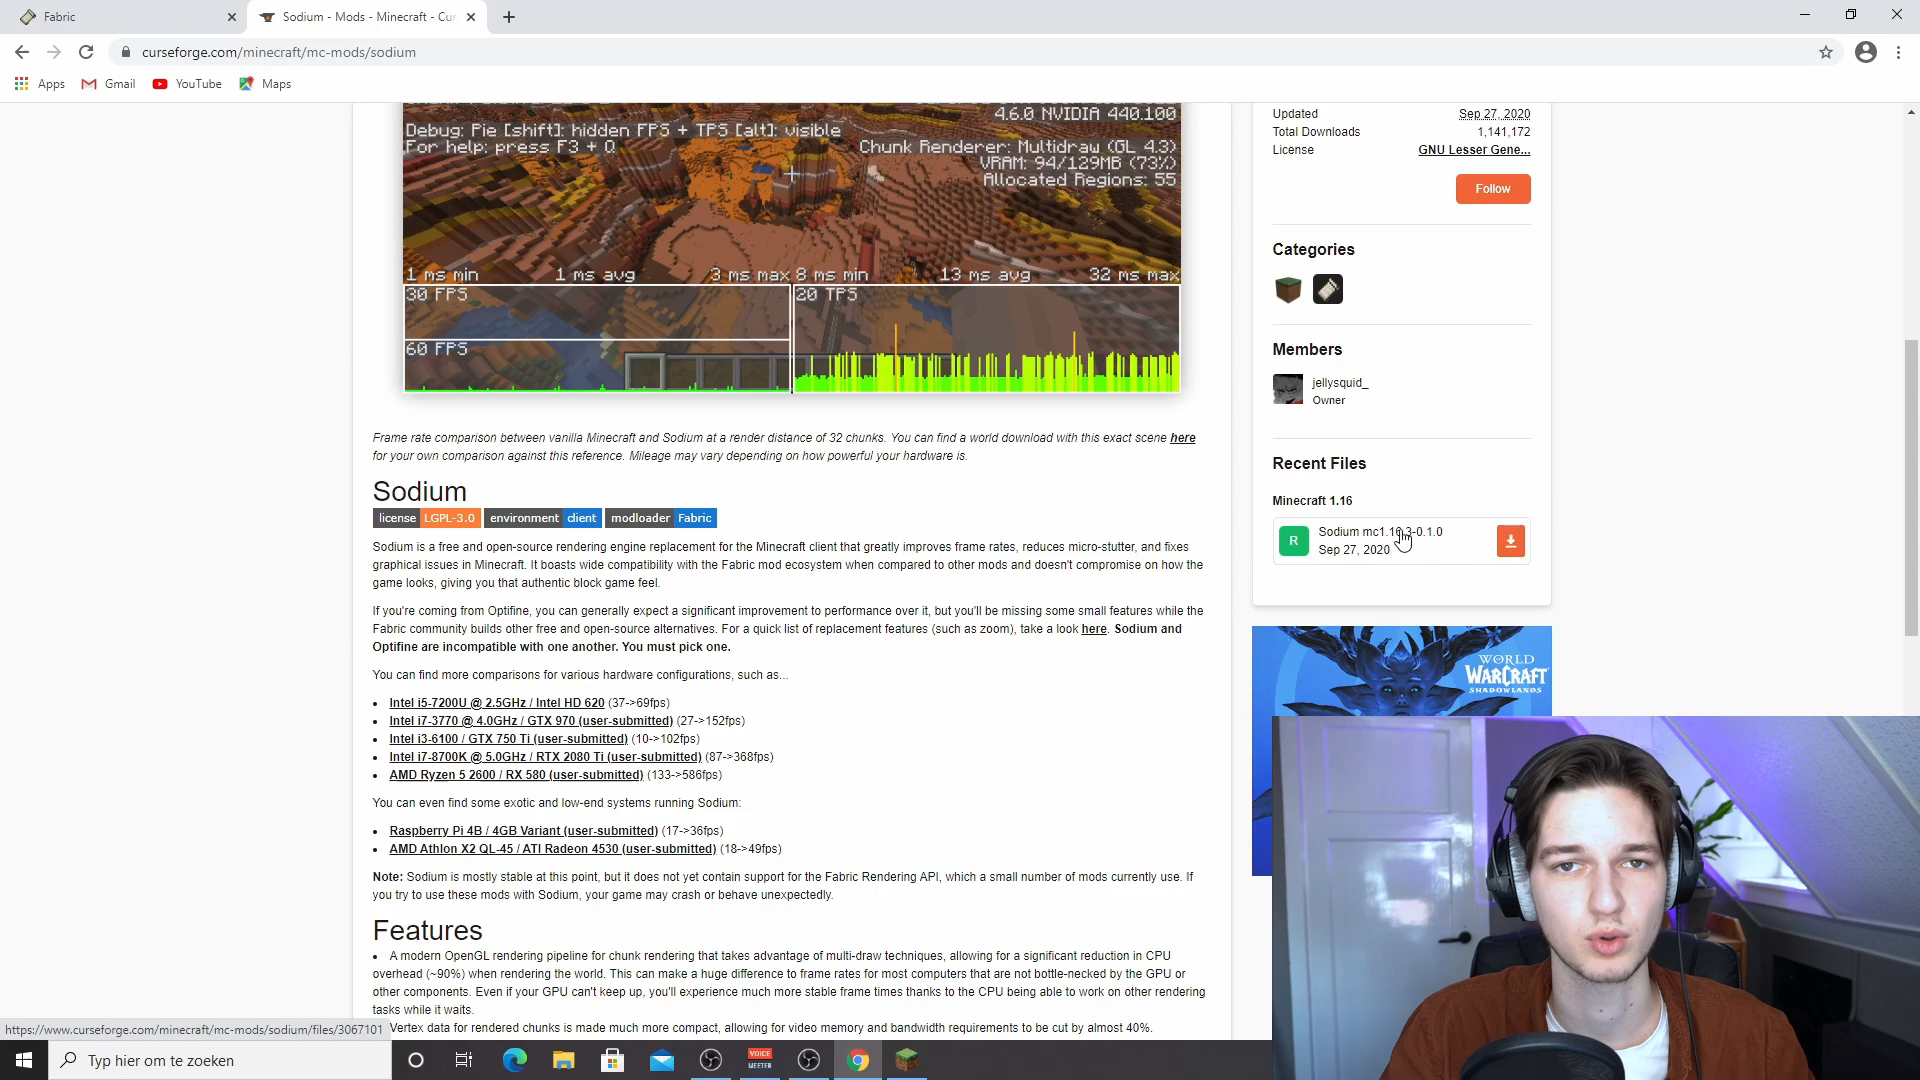 Fabric
Sodium - Mods - Minecraft - Cur
curseforge.com/minecraft/mc-mods/sodium
Apps
Gmail
YouTube
Maps
4.6.0 NVIDIA 440.100
Debug: Pie [shift]: hidden FPS + TPS [alt]: visible
For help: press F3 + Q
Chunk Renderer: Multidraw (GL 4.3)
VRAM: 94/129MB (73%)
Allocated Regions: 55
1 ms min 1 ms avg 3 ms max 8 ms min 13 ms avg 32 ms max
30 FPS
20 TPS
60 FPS
Frame rate comparison between vanilla Minecraft and Sodium at a render distance of 32 chunks. You can find a world download with this exact scene here
for your own comparison against this reference. Mileage may vary depending on how powerful your hardware is.
Sodium
license LGPL-3.0 environment client modloader Fabric
Sodium is a free and open-source rendering engine replacement for the Minecraft client that greatly improves frame rates, reduces micro-stutter, and fixes
graphical issues in Minecraft. It boasts wide compatibility with the Fabric mod ecosystem when compared to other mods and doesn't compromise on how the
game looks, giving you that authentic block game feel.
If you're coming from Optifine, you can generally expect a significant improvement to performance over it, but you'll be missing some small features while the
Fabric community builds other free and open-source alternatives. For a quick list of replacement features (such as zoom), take a look here. Sodium and
Optifine are incompatible with one another. You must pick one.
You can find more comparisons for various hardware configurations, such as...
• Intel i5-7200U @ 2.5GHz / Intel HD 620 (37->69fps)
• Intel i7-3770 @ 4.0GHz / GTX 970 (user-submitted) (27->152fps)
• Intel i3-6100 / GTX 750 Ti (user-submitted) (10->102fps)
• Intel i7-8700K @ 5.0GHz / RTX 2080 Ti (user-submitted) (87->368fps)
• AMD Ryzen 5 2600 / RX 580 (user-submitted) (133->586fps)
You can even find some exotic and low-end systems running Sodium:
• Raspberry Pi 4B / 4GB Variant (user-submitted) (17->36fps)
• AMD Athlon X2 QL-45 / ATI Radeon 4530 (user-submitted) (18->49fps)
Note: Sodium is mostly stable at this point, but it does not yet contain support for the Fabric Rendering API, which a small number of mods currently use. If
you try to use these mods with Sodium, your game may crash or behave unexpectedly.
Features
• A modern OpenGL rendering pipeline for chunk rendering that takes advantage of multi-draw techniques, allowing for a significant reduction in CPU
overhead (~90%) when rendering the world. This can make a huge difference to frame rates for most computers that are not bottle-necked by the GPU or
other components. Even if your GPU can't keep up, you'll experience much more stable frame times thanks to the CPU being able to work on other rendering
tasks while it waits.
Vertex data for rendered chunks is made much more compact, allowing for video memory and bandwidth requirements to be cut by almost 40%.
Updated Sep 27, 2020
Total Downloads 1,141,172
License GNU Lesser Gene...
Follow
Categories
Members
jellysquid_
Owner
Recent Files
Minecraft 1.16
R
Sodium mc1.16.3-0.1.0
Sep 27, 2020
WORLD
WARCRAFT
SHADOWLANDS
https://www.curseforge.com/minecraft/mc-mods/sodium/files/3067101
Typ hier om te zoeken
VOICE
MEETER